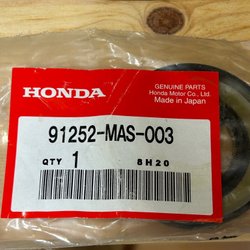 HONDA
GENUINE PARTS
Honda Motor Co., Ltd.
Made in Japan
91252-MAS-003
QTY 1 8H20